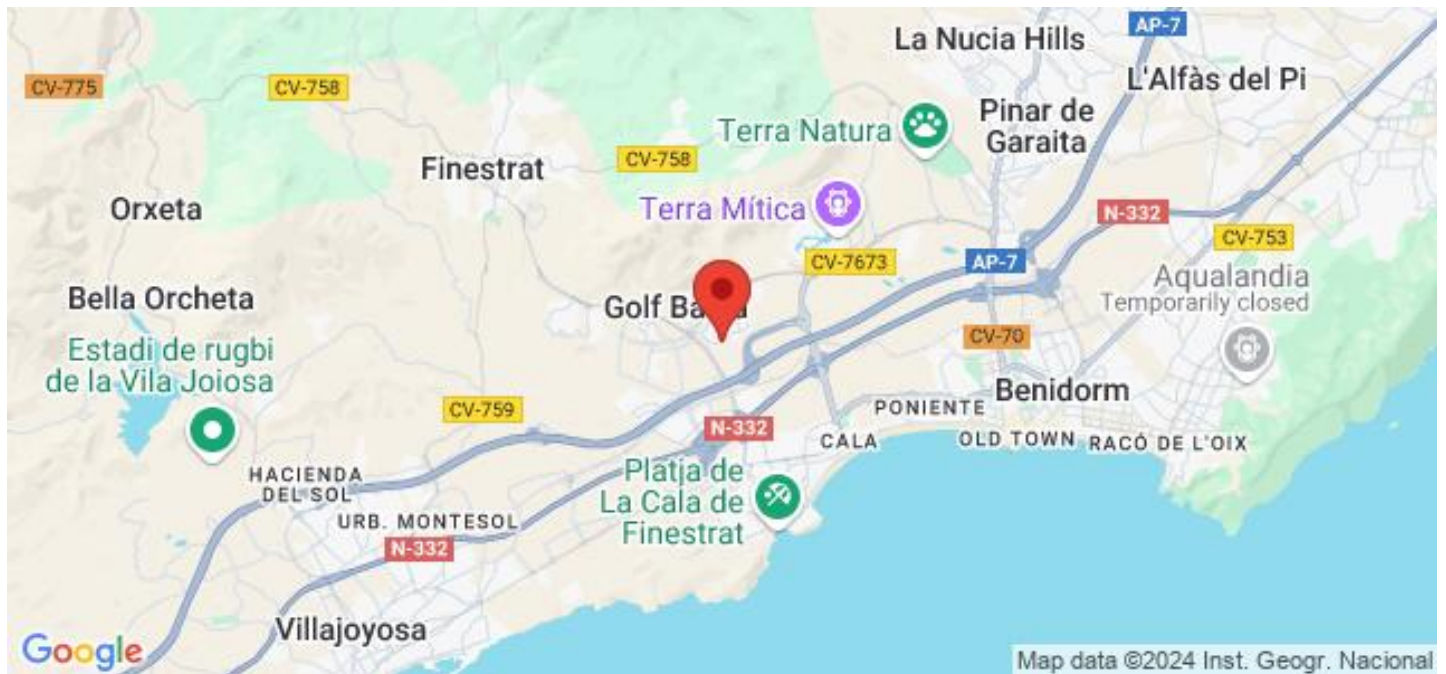 La Nucia Hills
AP-7
L'Alfàs del Pi
CV-775
CV-758
Terra Natura
Pinar de
Garaita
Finestrat
CV-758
Orxeta
Terra Mítica
N-332
CV-753
CV-7673
AP-7
Aqualandia
Temporarily closed
Bella Orcheta
Golf
Estadi de rugbi
de la Vila Joiosa
CV-70
Benidorm
CV-759
PONIENTE
N-332
CALA
OLD TOWN
RACÓ DE L'OIX
HACIENDA
DEL SOL
Platja de
La Cala de
Finestrat
URB. MONTESOL
N-332
Villajoyosa
Google
Map data ©2024 Inst. Geogr. Nacional